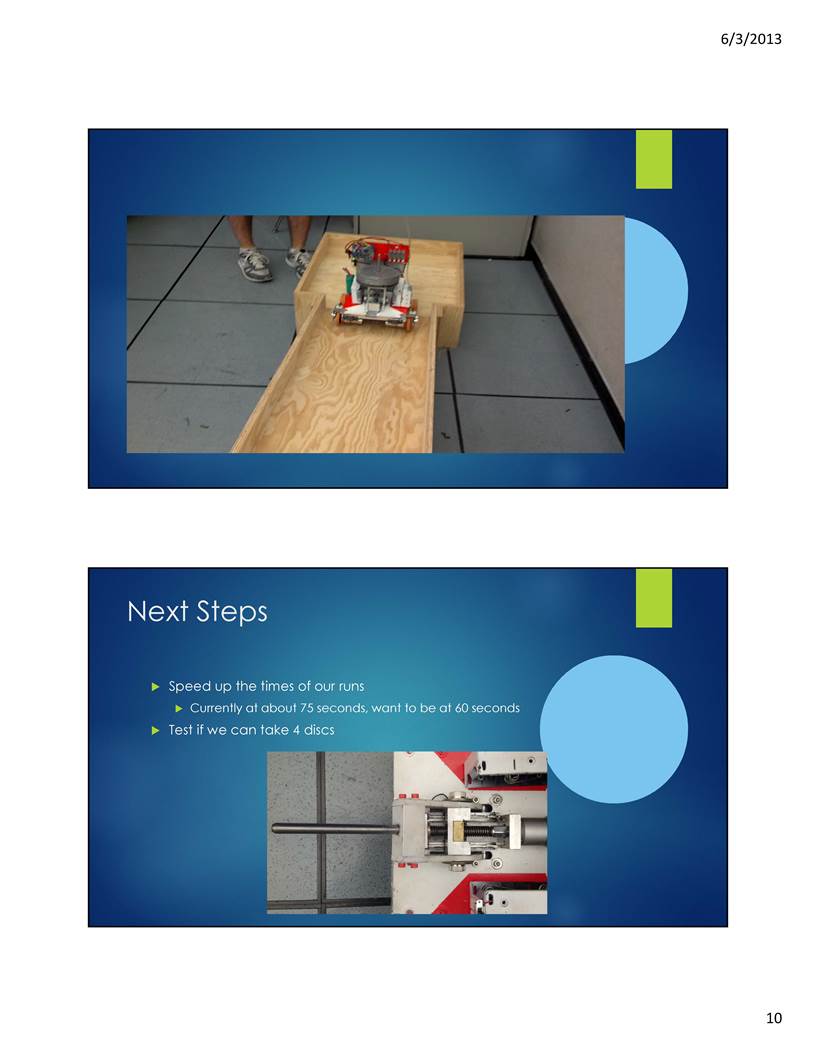 6/3/2013
Next Steps
Speed up the times of our runs
Currently at about 75 seconds, want to be at 60 seconds
Test if we can take 4 discs
10